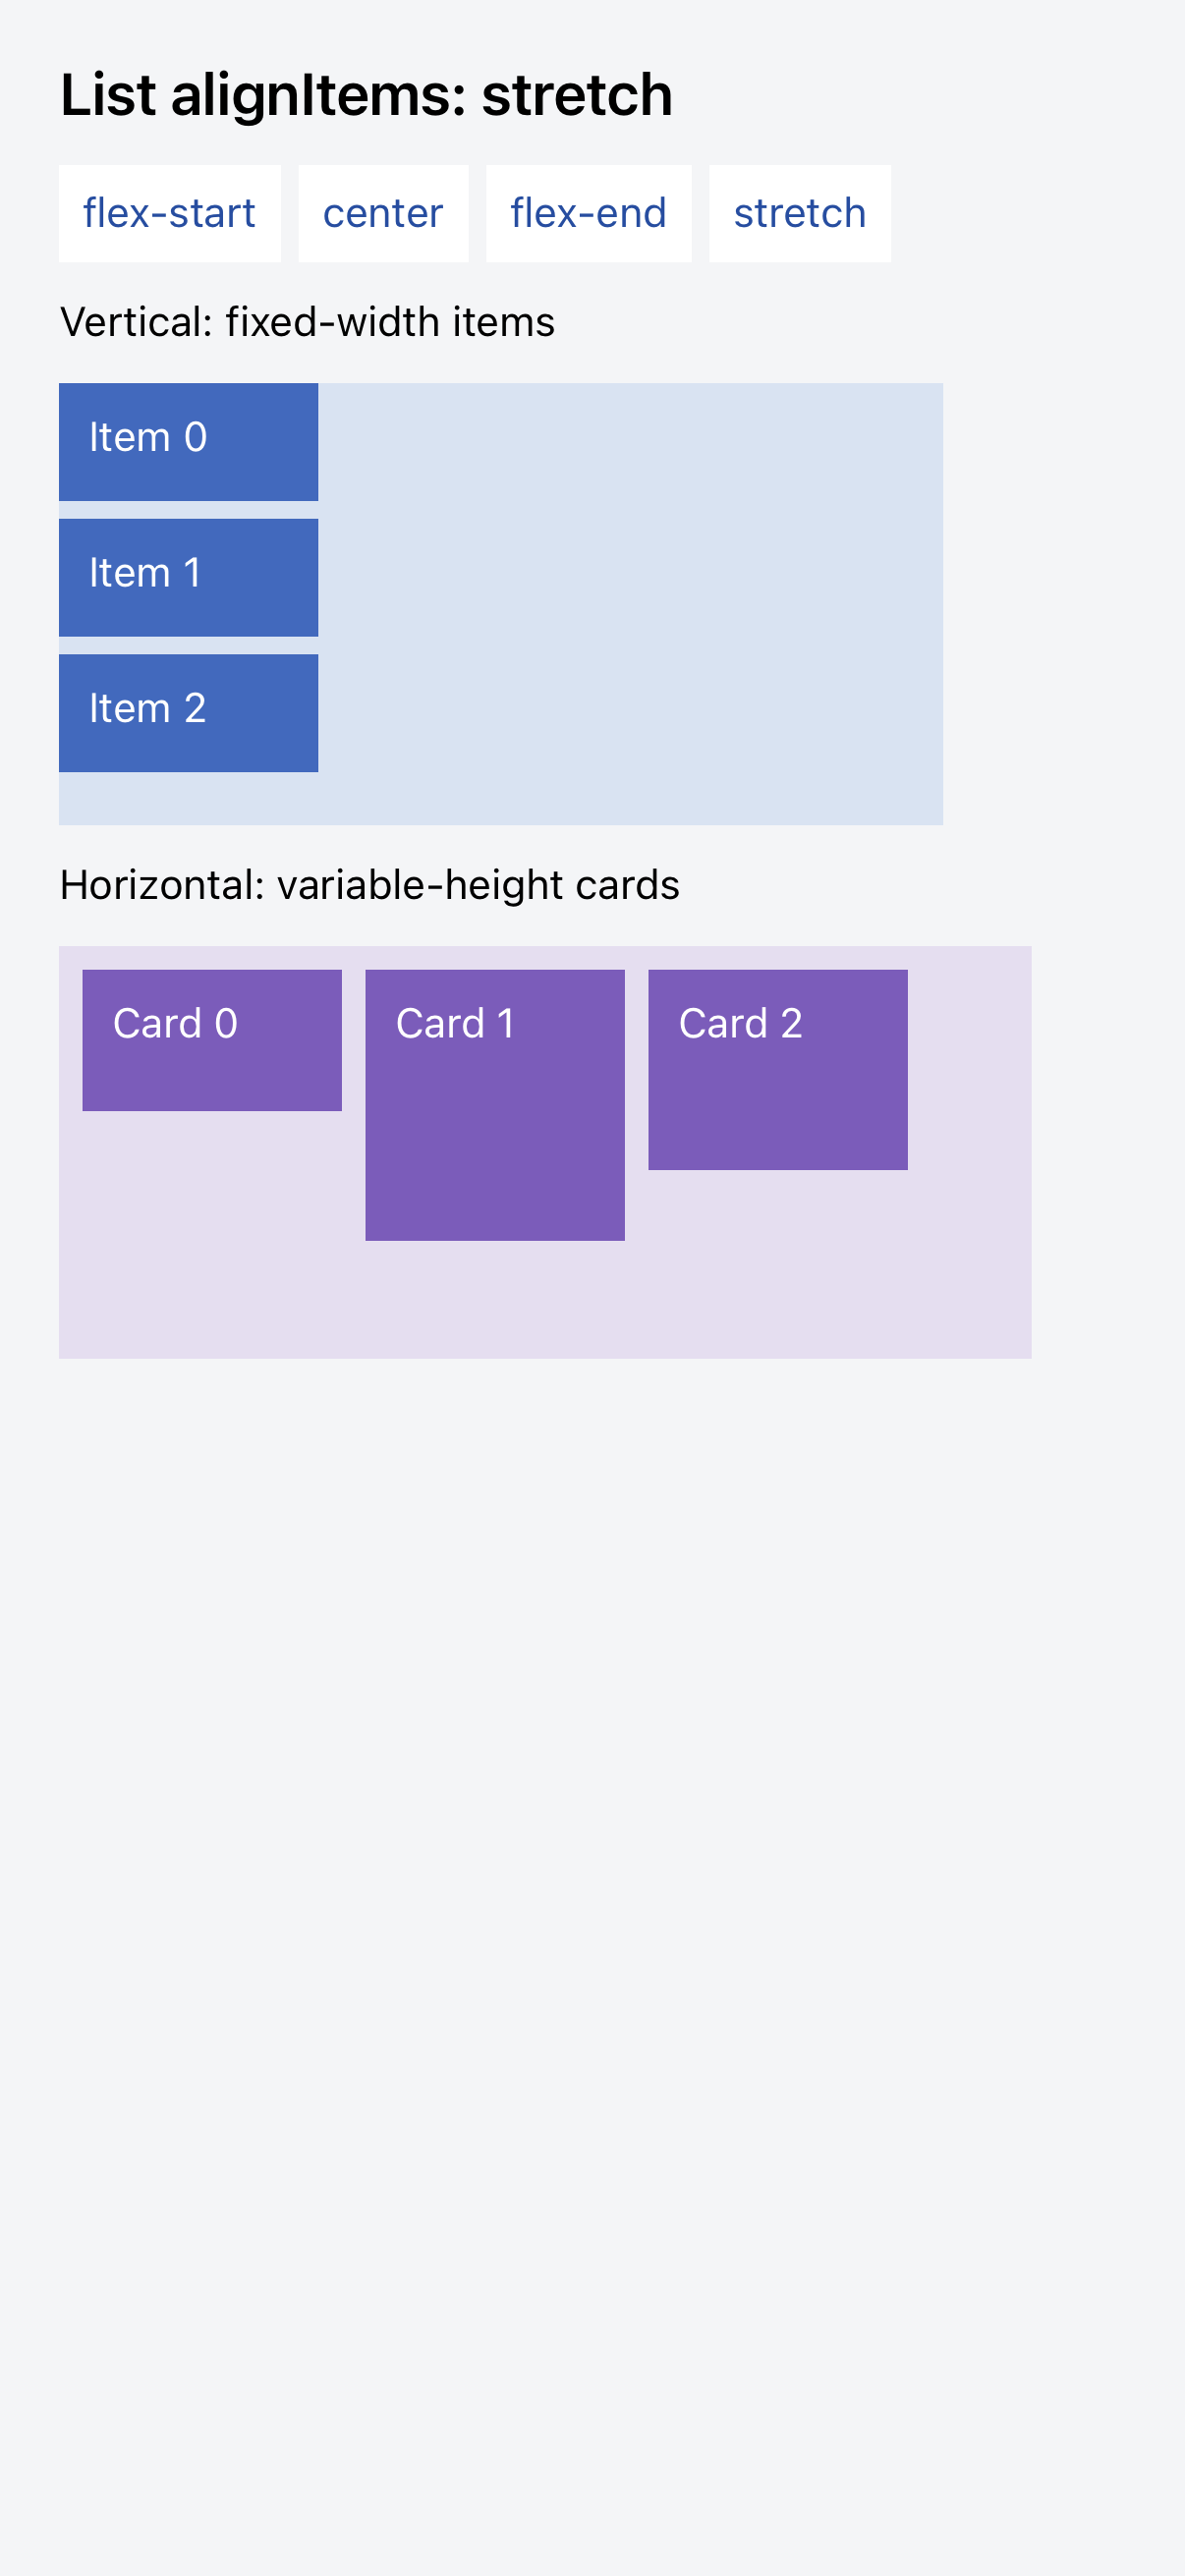 List alignItems: stretch
flex-start center flex-end stretch
Vertical: fixed-width items
Item 0
Item 1
Item 2
Horizontal: variable-height cards
Card 0 Card 1 Card 2